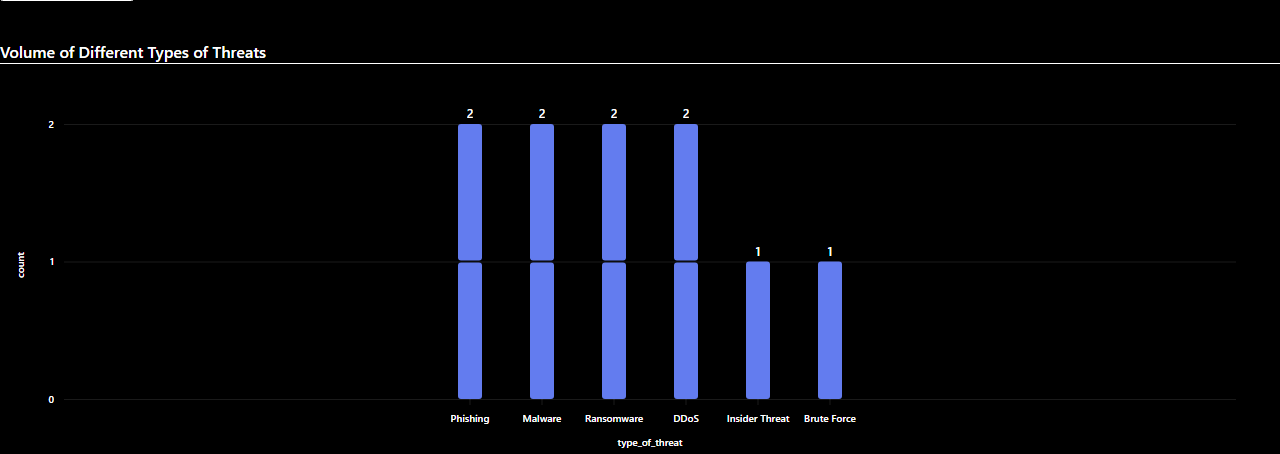 Volume of Different Types of Threats
2 2 2 2
2
1 1
count
1
0
Phishing Malware Ransomware DDoS Insider Threat Brute Force
type_of_threat